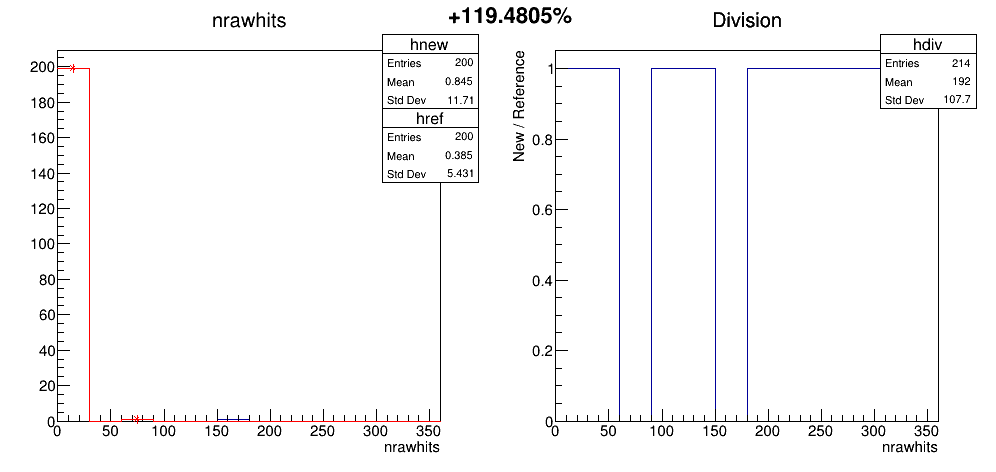 +119.4805%
nrawhits
hnew
Entries 200
Mean 0.845
Std Dev 11.71
href
Entries 200
Mean 0.385
Std Dev 5.431
200
180
160
140
120
100
80
60
40
20
0
0 50 100 150 200 250 300 350
nrawhits
Division
hdiv
Entries 214
Mean 192
Std Dev 107.7
New / Reference
1
0.8
0.6
0.4
0.2
0
0 50 100 150 200 250 300 350
nrawhits